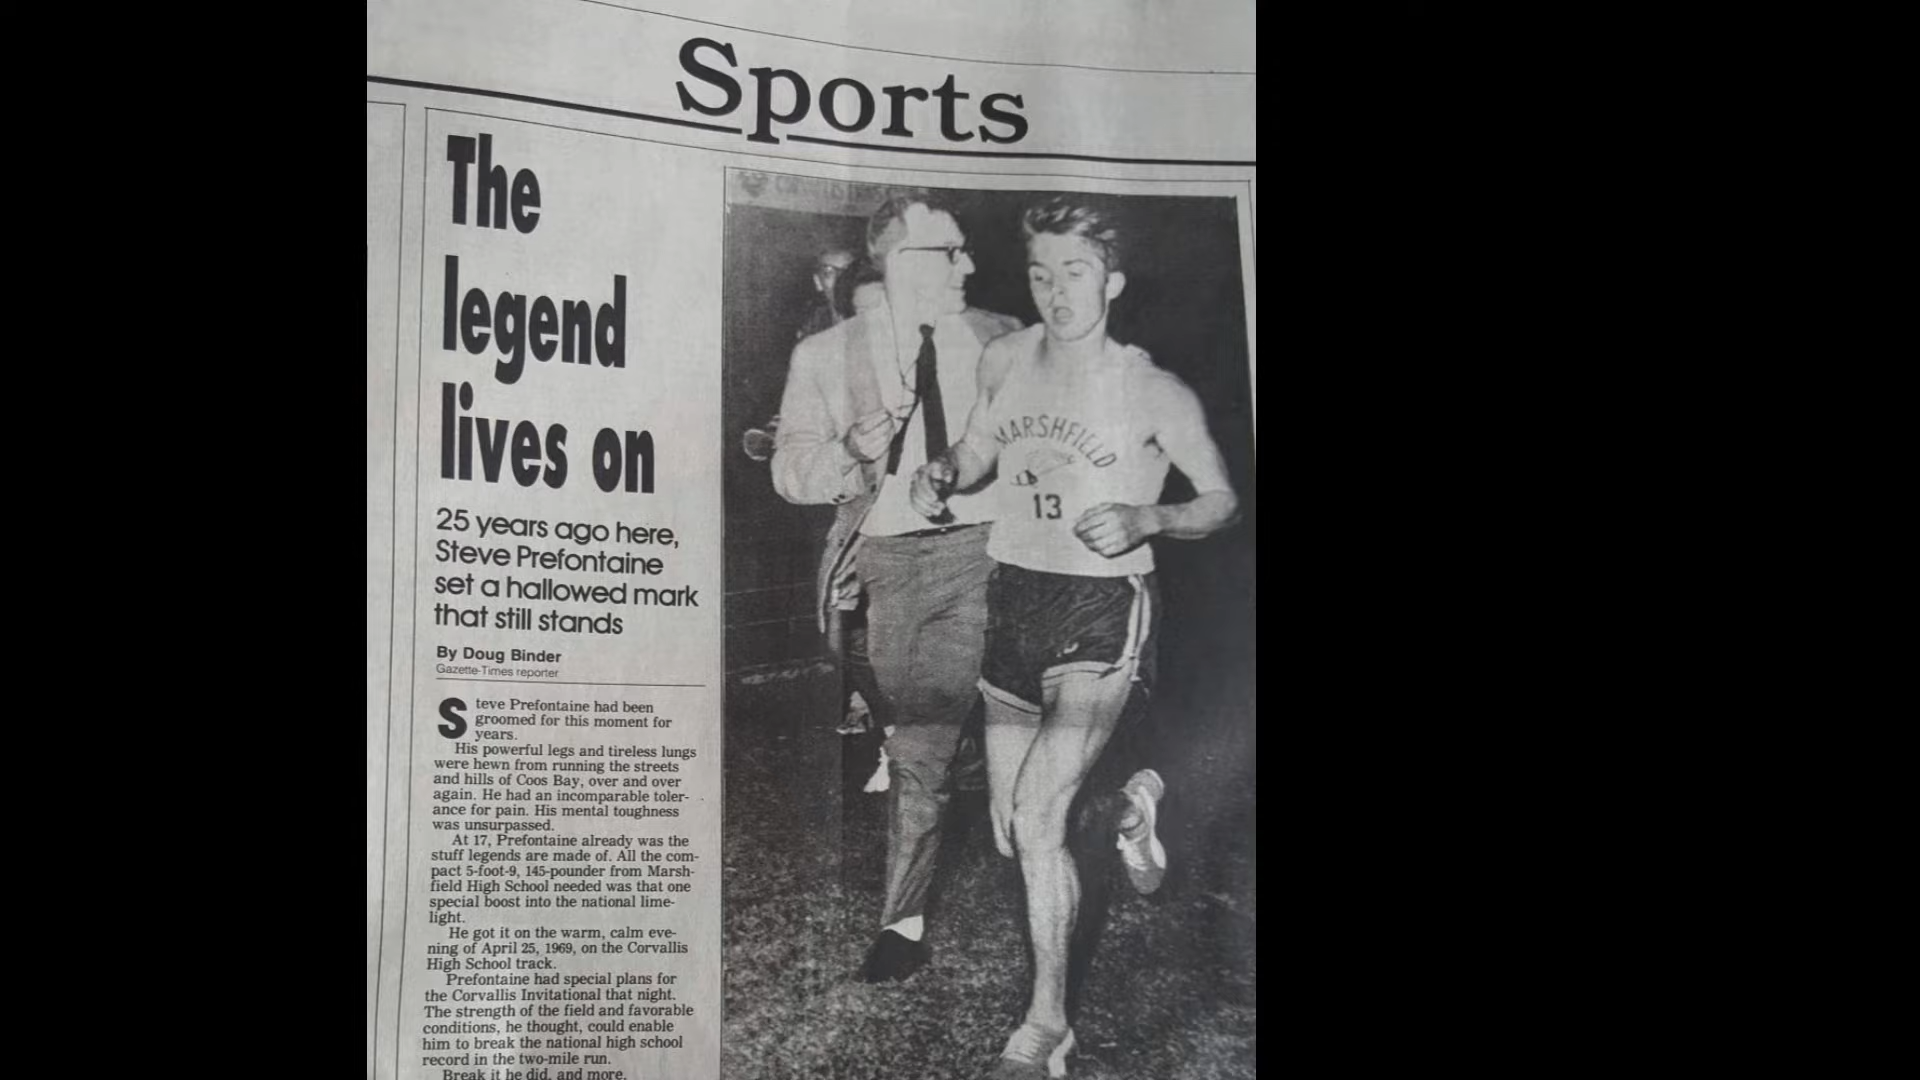 Sports
The
legend
lives on
25 years ago here,
Steve Prefontaine
set a hallowed mark
that still stands
By Doug Binder
Gazette-Times reporter
Steve Prefontaine had been
groomed for this moment for
years.
His powerful legs and tireless lungs
were hewn from running the streets
and hills of Coos Bay, over and over
again. He had an incomparable toler-
ance for pain. His mental toughness
was unsurpassed.
At 17, Prefontaine already was the
stuff legends are made of. All the com-
pact 5-foot-9, 145-pounder from Marsh-
field High School needed was that one
special boost into the national lime-
light.
He got it on the warm, calm eve-
ning of April 25, 1969, on the Corvallis
High School track.
Prefontaine had special plans for
the Corvallis Invitational that night.
The strength of the field and favorable
conditions, he thought, could enable
him to break the national high school
record in the two-mile run.
Break it he did, and more.
MARSHFIELD
13